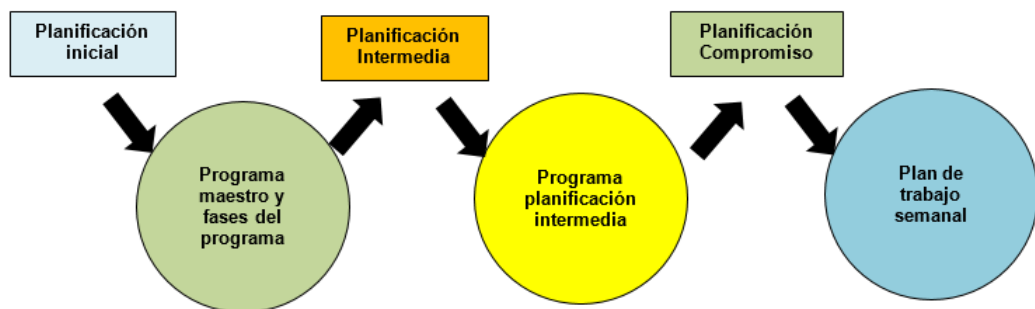 Planificación
inicial
Programa
maestro y
fases del
programa
Planificación
Intermedia
Programa
planificación
intermedia
Planificación
Compromiso
Plan de
trabajo
semanal